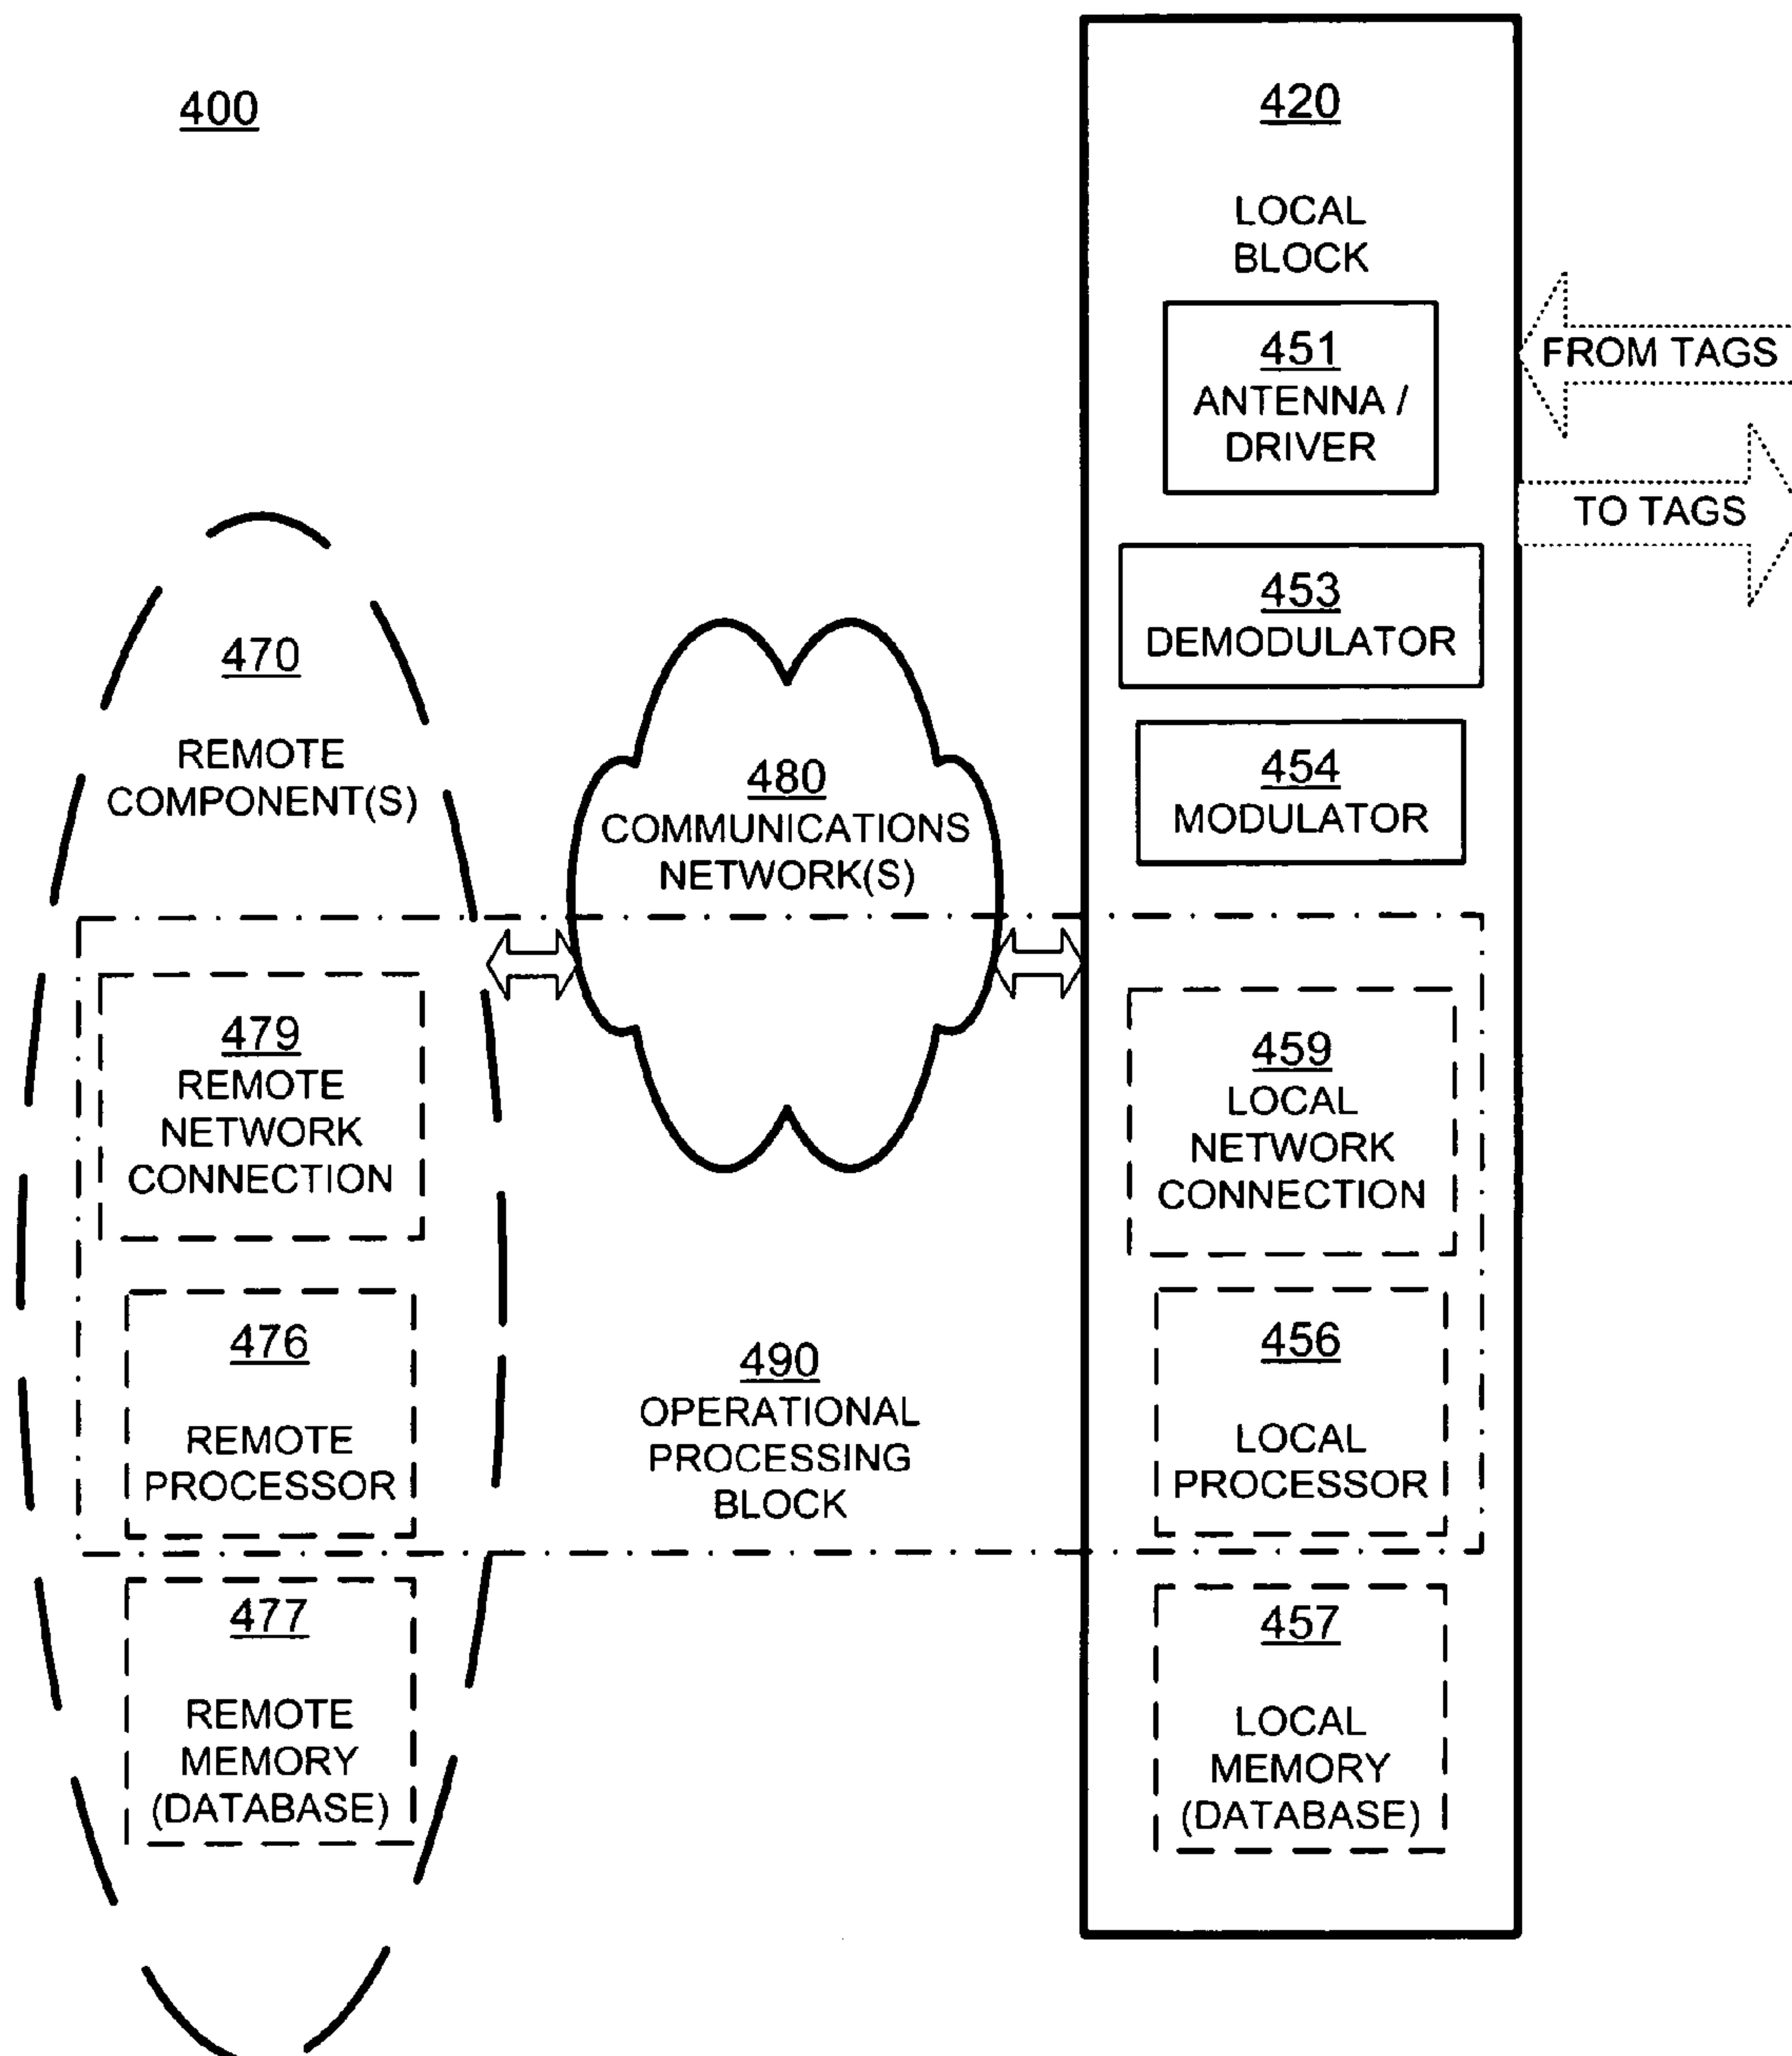 400
420
LOCAL
BLOCK
451
ANTENNA /
DRIVER
FROM TAGS
TO TAGS
453
DEMODULATOR
454
MODULATOR
470
REMOTE
COMPONENT(S)
480
COMMUNICATIONS
NETWORK(S)
479
REMOTE
NETWORK
CONNECTION
459
LOCAL
NETWORK
CONNECTION
476
REMOTE
PROCESSOR
490
OPERATIONAL
PROCESSING
BLOCK
456
LOCAL
PROCESSOR
477
REMOTE
MEMORY
(DATABASE)
457
LOCAL
MEMORY
(DATABASE)